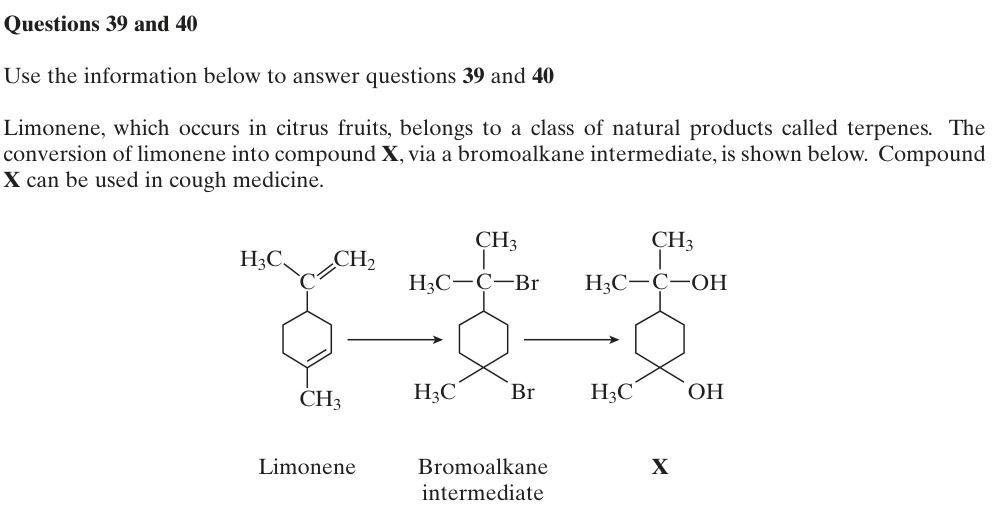 Questions 39 and 40
Use the information below to answer questions 39 and 40
Limonene, which occurs in citrus fruits, belongs to a class of natural products called terpenes. The
conversion of limonene into compound X, via a bromoalkane intermediate, is shown below. Compound
X can be used in cough medicine.
CH3 CH3
H3C CH2
C
H3C—C—Br H3C—C—OH
H3C Br H3C OH
CH3
Limonene Bromoalkane X
intermediate